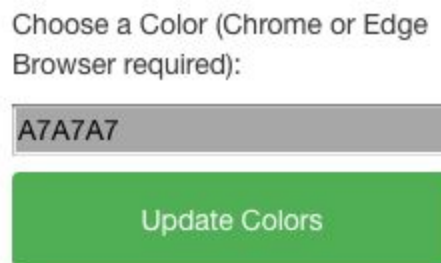 Choose a Color (Chrome or Edge
Browser required):
A7A7A7
Update Colors